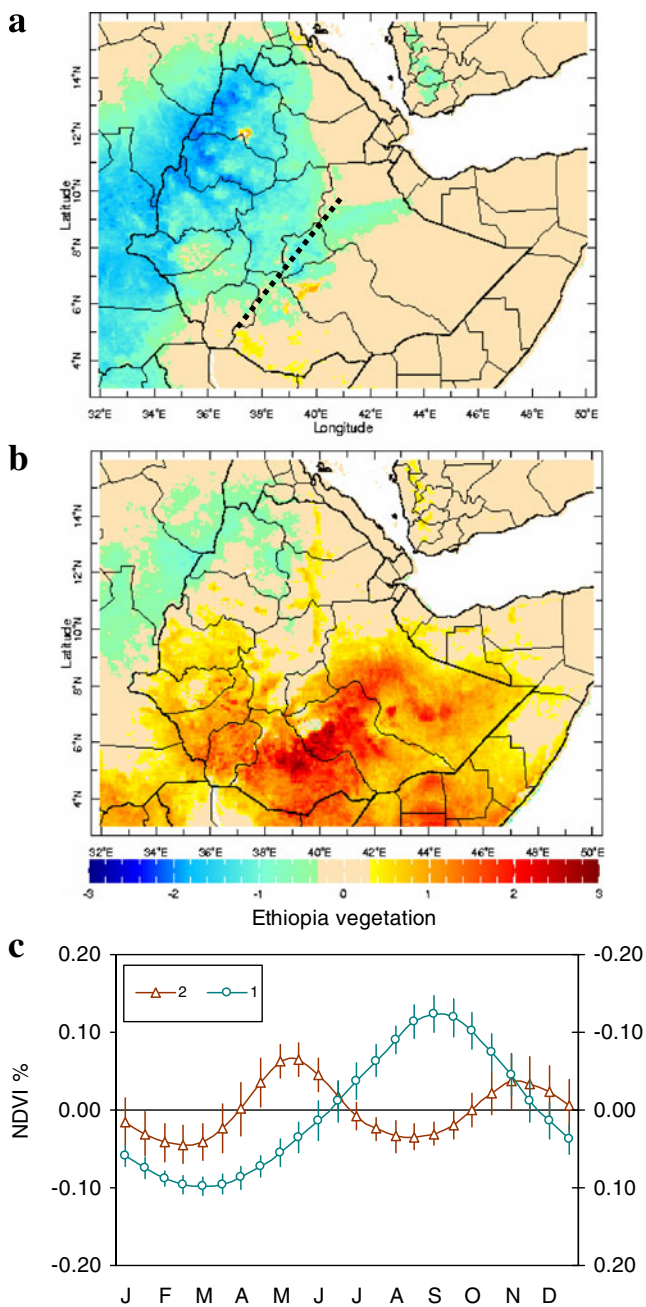 a
14°N
12°N
10°N
8°N
6°N
4°N
Latitude
32°E 34°E 36°E 38°E 40°E 42°E 44°E 46°E 48°E 50°E
Longitude
b
14°N
12°N
10°N
8°N
6°N
4°N
Latitude
32°E 34°E 36°E 38°E 40°E 42°E 44°E 46°E 48°E 50°E
-3 -2 -1 0 1 2 3
Ethiopia vegetation
c
0.20 -0.20
2 1
0.10 -0.10
0.00 0.00
-0.10 0.10
-0.20 0.20
NDVI %
J F M A M J J A S O N D